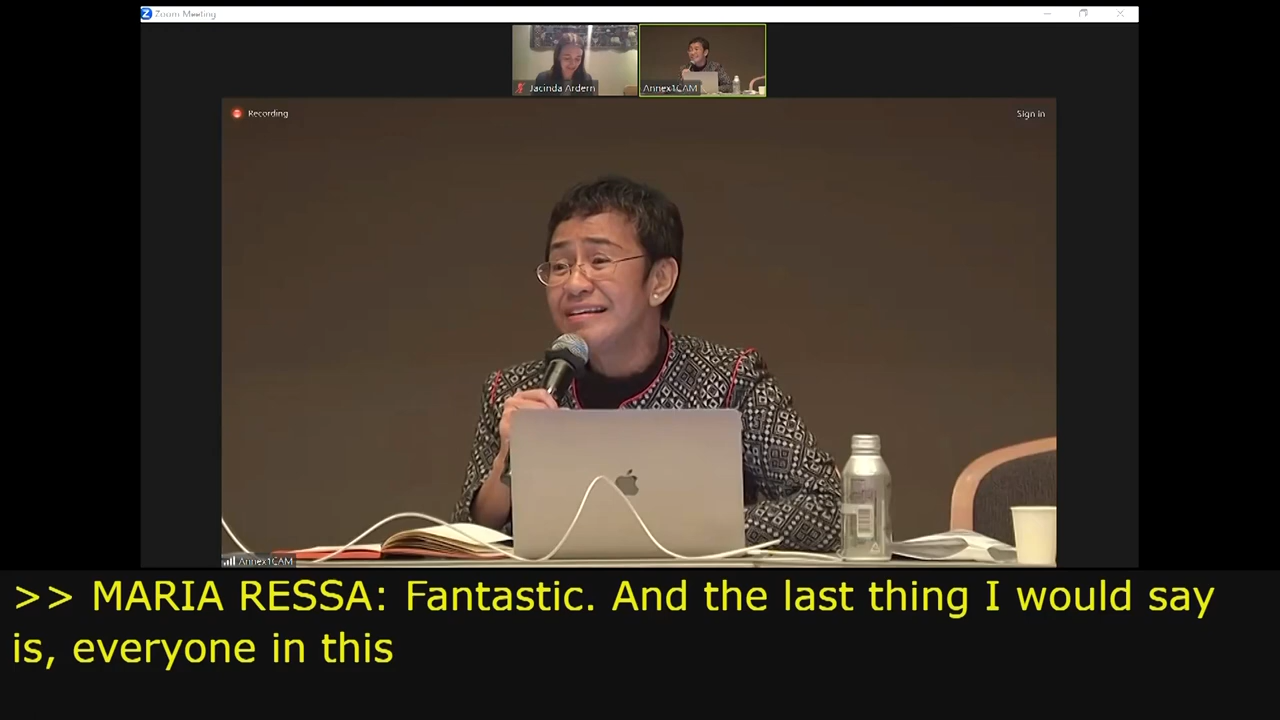 Zoom Meeting
Jacinda Ardern
Annex1CAM
Recording
Sign in
Annex1CAM
>> MARIA RESSA: Fantastic. And the last thing I would say
is, everyone in this